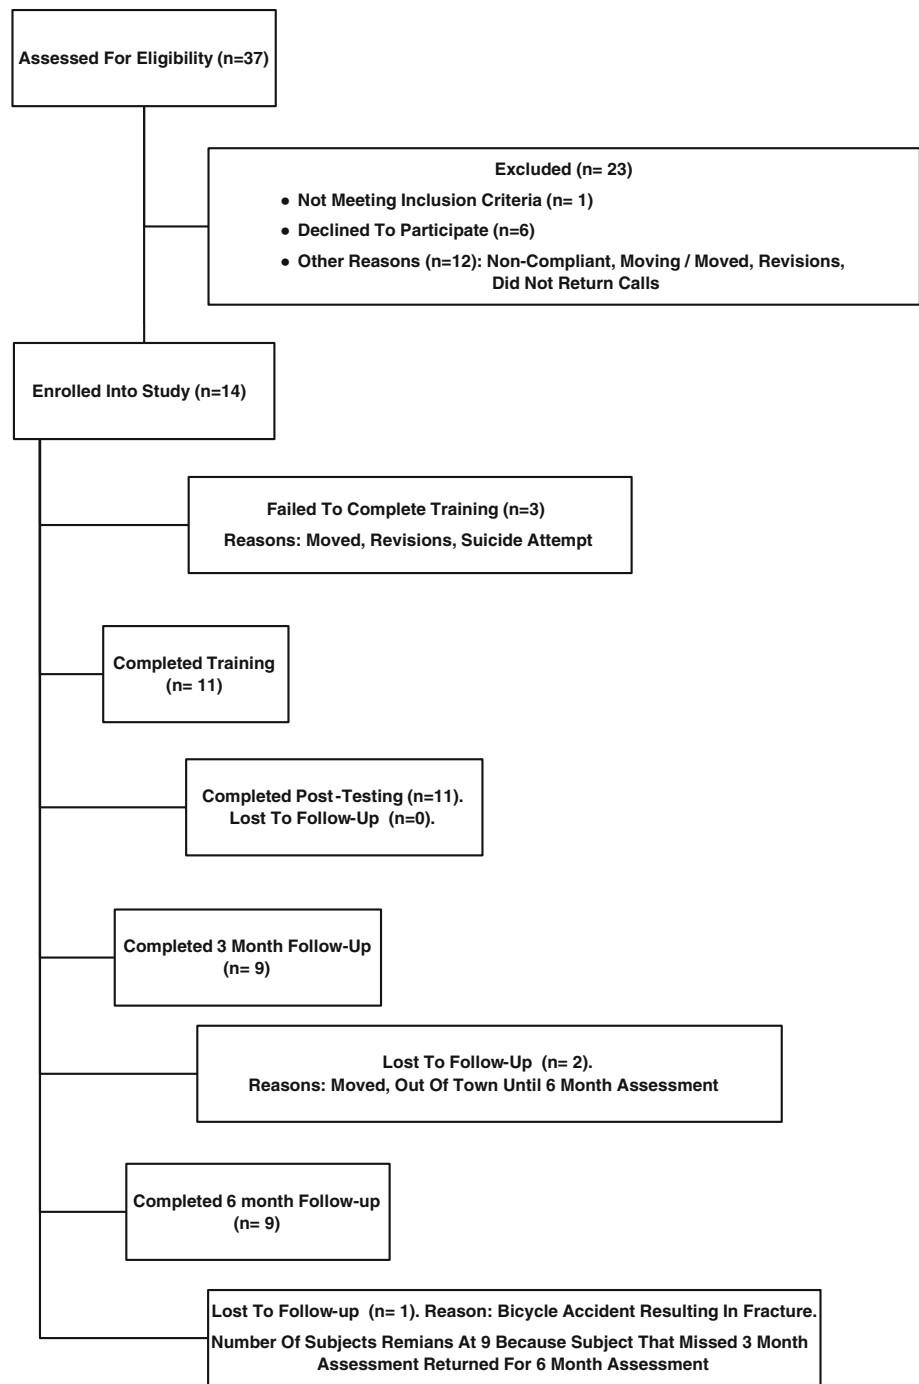 Assessed For Eligibility (n=37)
Excluded (n= 23)
• Not Meeting Inclusion Criteria (n= 1)
• Declined To Participate (n=6)
• Other Reasons (n=12): Non-Compliant, Moving / Moved, Revisions,
Did Not Return Calls
Enrolled Into Study (n=14)
Failed To Complete Training (n=3)
Reasons: Moved, Revisions, Suicide Attempt
Completed Training
(n= 11)
Completed Post-Testing (n=11).
Lost To Follow-Up (n=0).
Completed 3 Month Follow-Up
(n= 9)
Lost To Follow-Up (n= 2).
Reasons: Moved, Out Of Town Until 6 Month Assessment
Completed 6 month Follow-up
(n= 9)
Lost To Follow-up (n= 1). Reason: Bicycle Accident Resulting In Fracture.
Number Of Subjects Remians At 9 Because Subject That Missed 3 Month
Assessment Returned For 6 Month Assessment